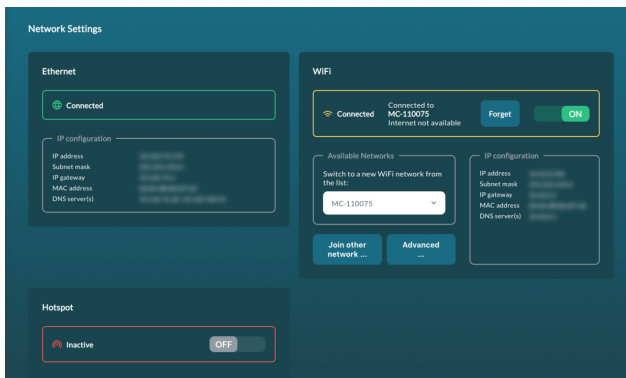 Network Settings
Ethernet
Connected
IP configuration
IP address
Subnet mask
IP gateway
MAC address
DNS server(s)
WiFi
Connected
Connected to
MC-110075
Internet not available
Forget
ON
Available Networks
Switch to a new WiFi network from
the list:
MC-110075
Join other
network ...
Advanced
...
IP configuration
IP address
Subnet mask
IP gateway
MAC address
DNS server(s)
Hotspot
Inactive
OFF